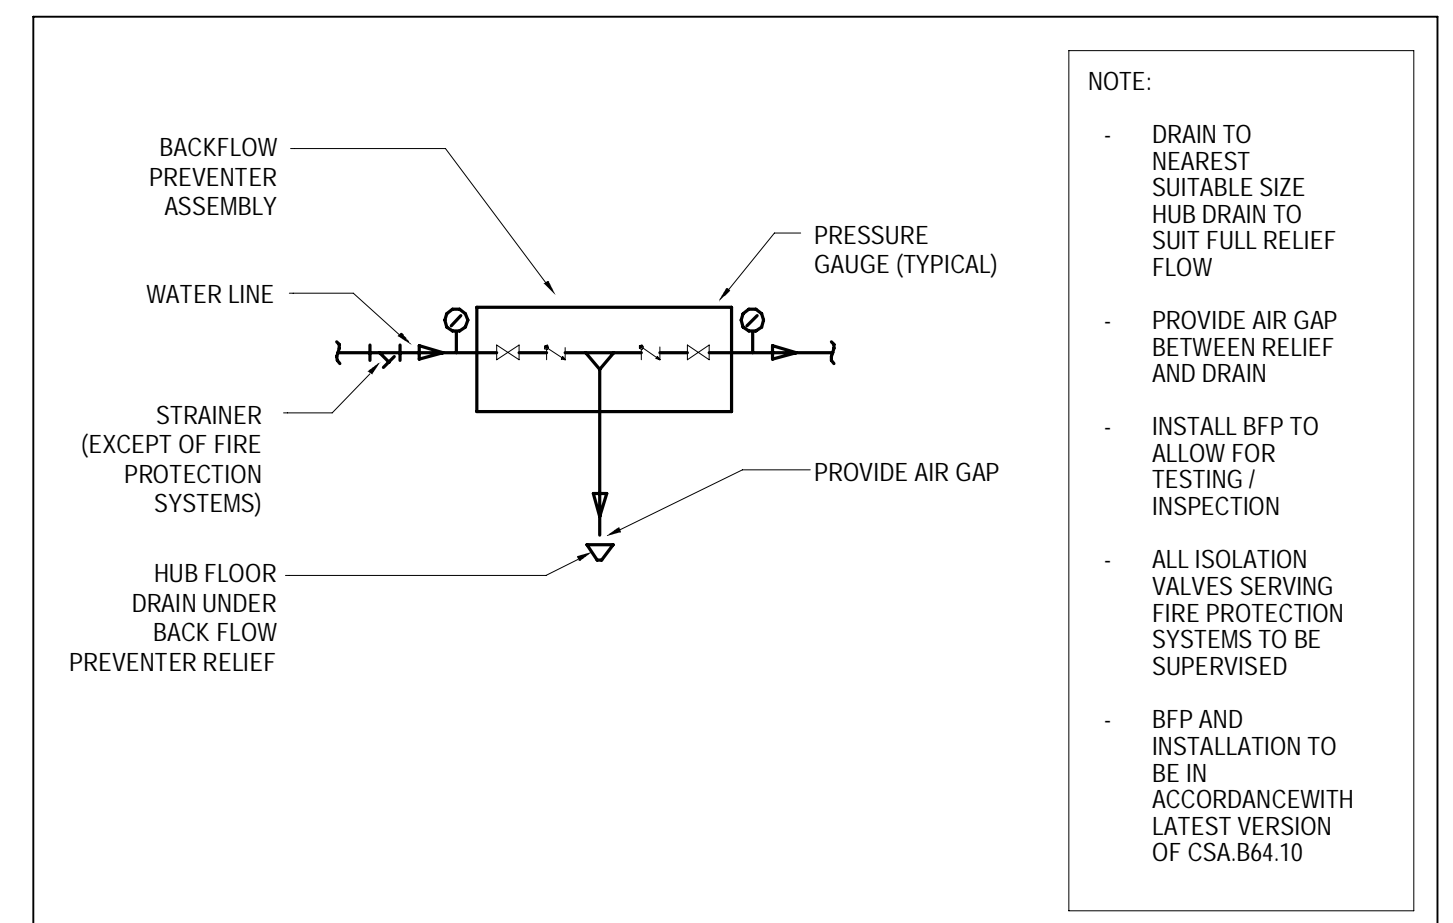 BACKFLOW
PREVENTER
ASSEMBLY
PRESSURE
GAUGE (TYPICAL)
WATER LINE
STRAINER
(EXCEPT OF FIRE
PROTECTION
SYSTEMS)
PROVIDE AIR GAP
HUB FLOOR
DRAIN UNDER
BACK FLOW
PREVENTER RELIEF
NOTE:
- DRAIN TO
NEAREST
SUITABLE SIZE
HUB DRAIN TO
SUIT FULL RELIEF
FLOW
- PROVIDE AIR GAP
BETWEEN RELIEF
AND DRAIN
- INSTALL BFP TO
ALLOW FOR
TESTING /
INSPECTION
- ALL ISOLATION
VALVES SERVING
FIRE PROTECTION
SYSTEMS TO BE
SUPERVISED
- BFP AND
INSTALLATION TO
BE IN
ACCORDANCEWITH
LATEST VERSION
OF CSA.B64.10